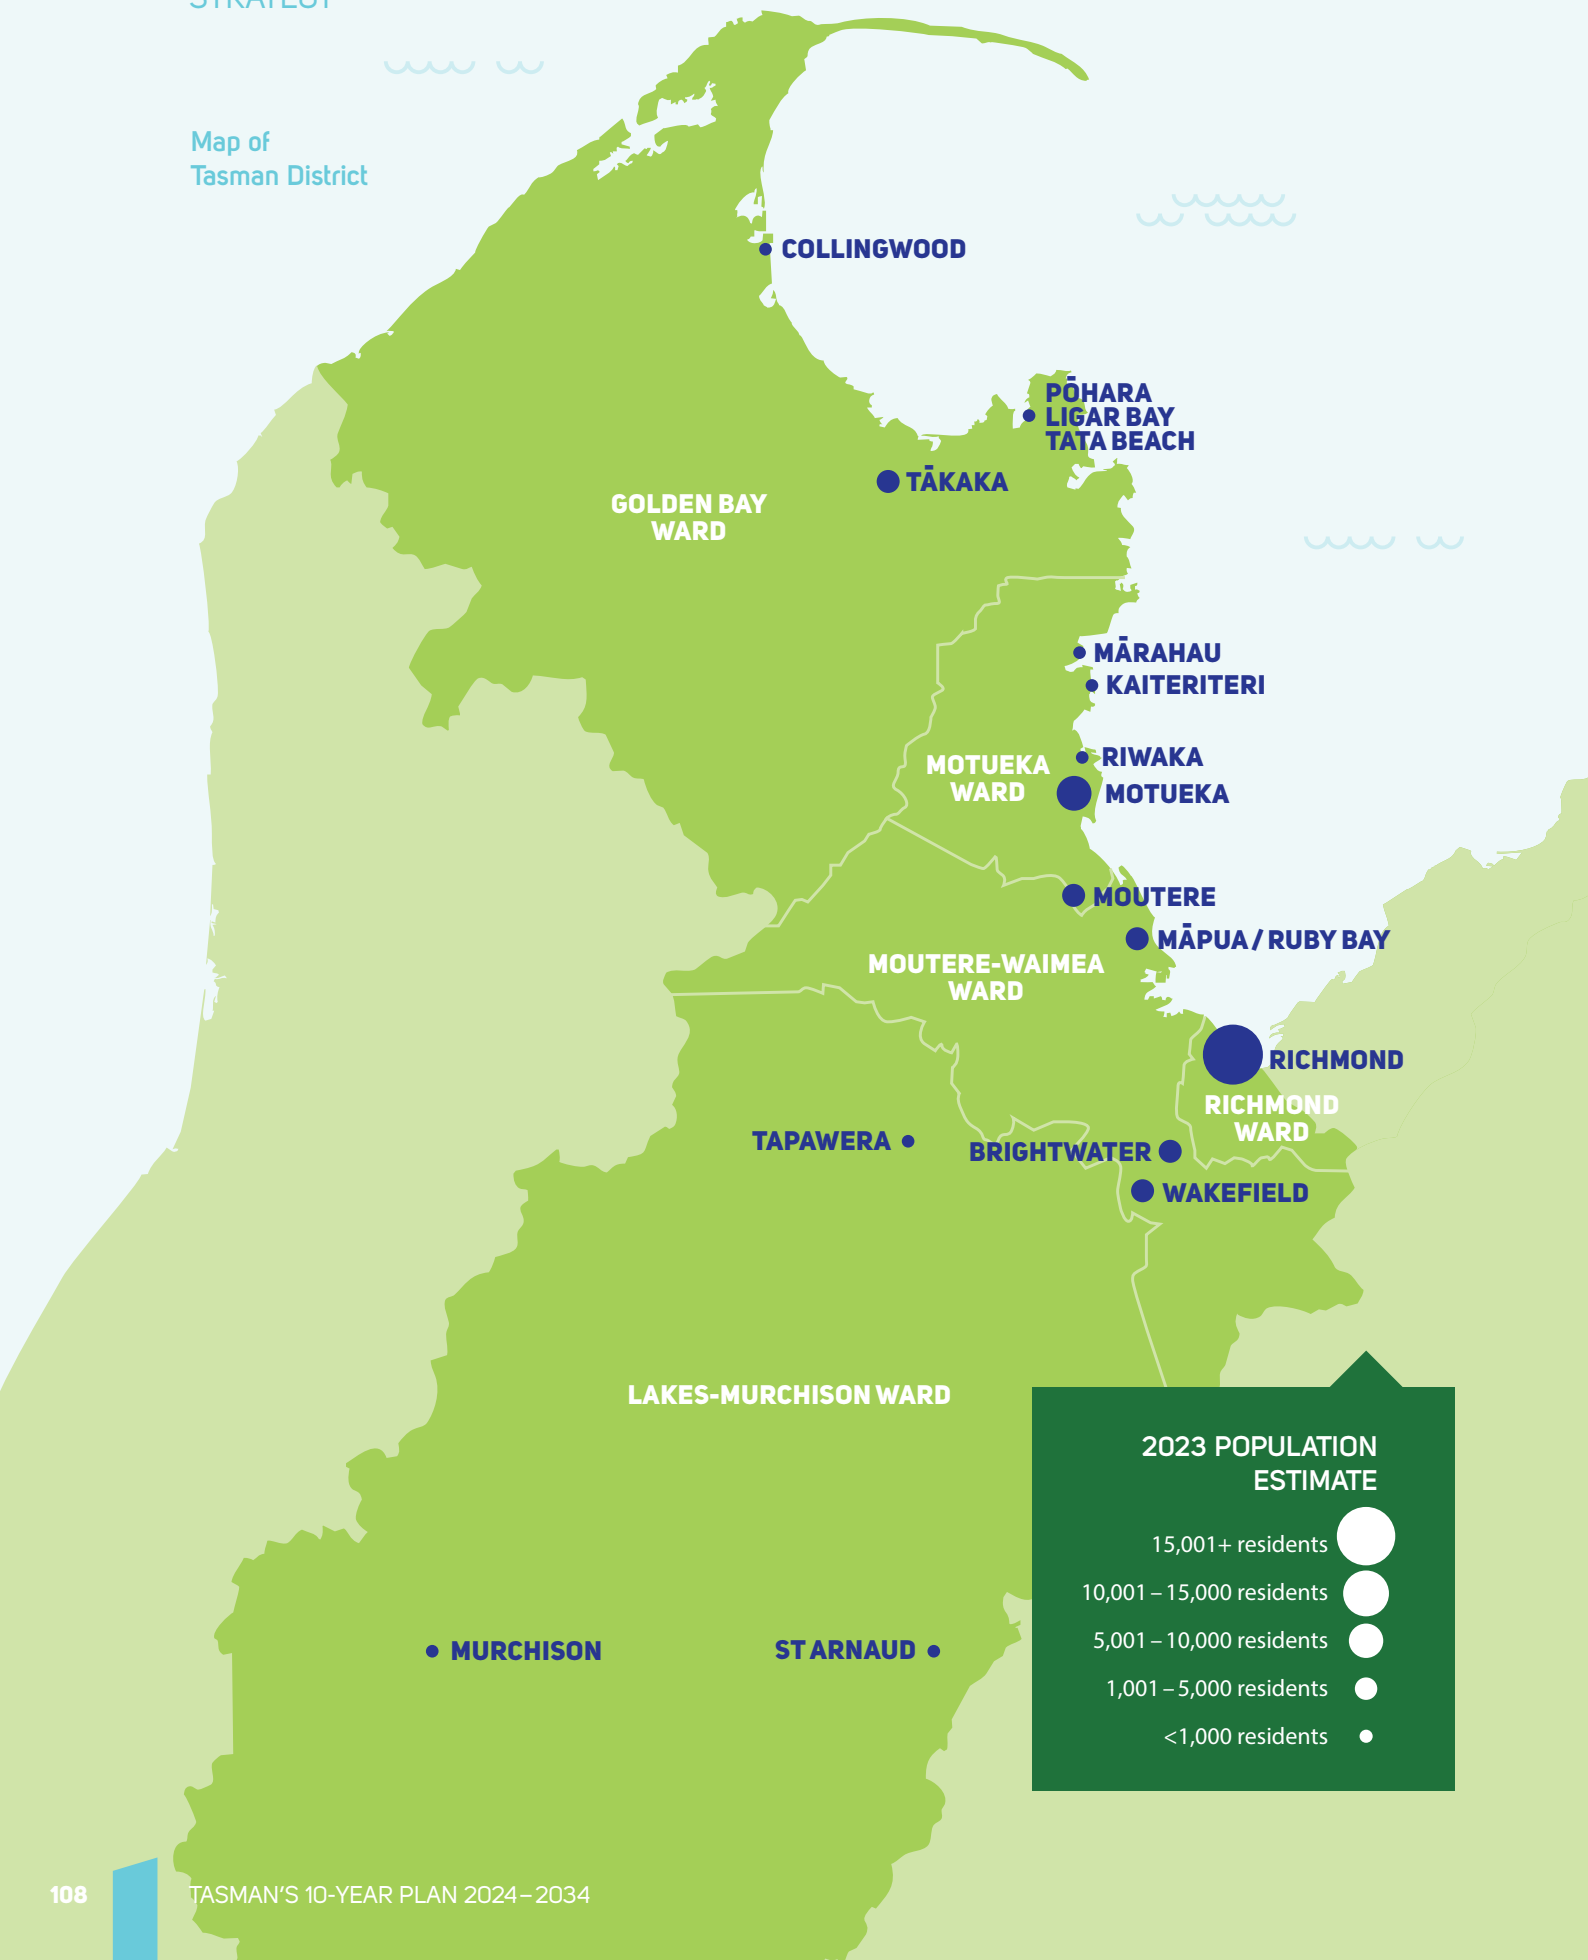 STRATEGY
Map of
Tasman District
COLLINGWOOD
PŌHARA
LIGAR BAY
TATA BEACH
TĀKAKA
GOLDEN BAY
WARD
MĀRAHAU
KAITERITERI
RIWAKA
MOTUEKA
WARD
MOTUEKA
MOUTERE
MĀPUA / RUBY BAY
MOUTERE-WAIMEA
WARD
RICHMOND
RICHMOND
WARD
TAPAWERA
BRIGHTWATER
WAKEFIELD
LAKES-MURCHISON WARD
2023 POPULATION
ESTIMATE
15,001+ residents
10,001 – 15,000 residents
5,001 – 10,000 residents
1,001 – 5,000 residents
<1,000 residents
MURCHISON
ST ARNAUD
108
TASMAN'S 10-YEAR PLAN 2024 – 2034